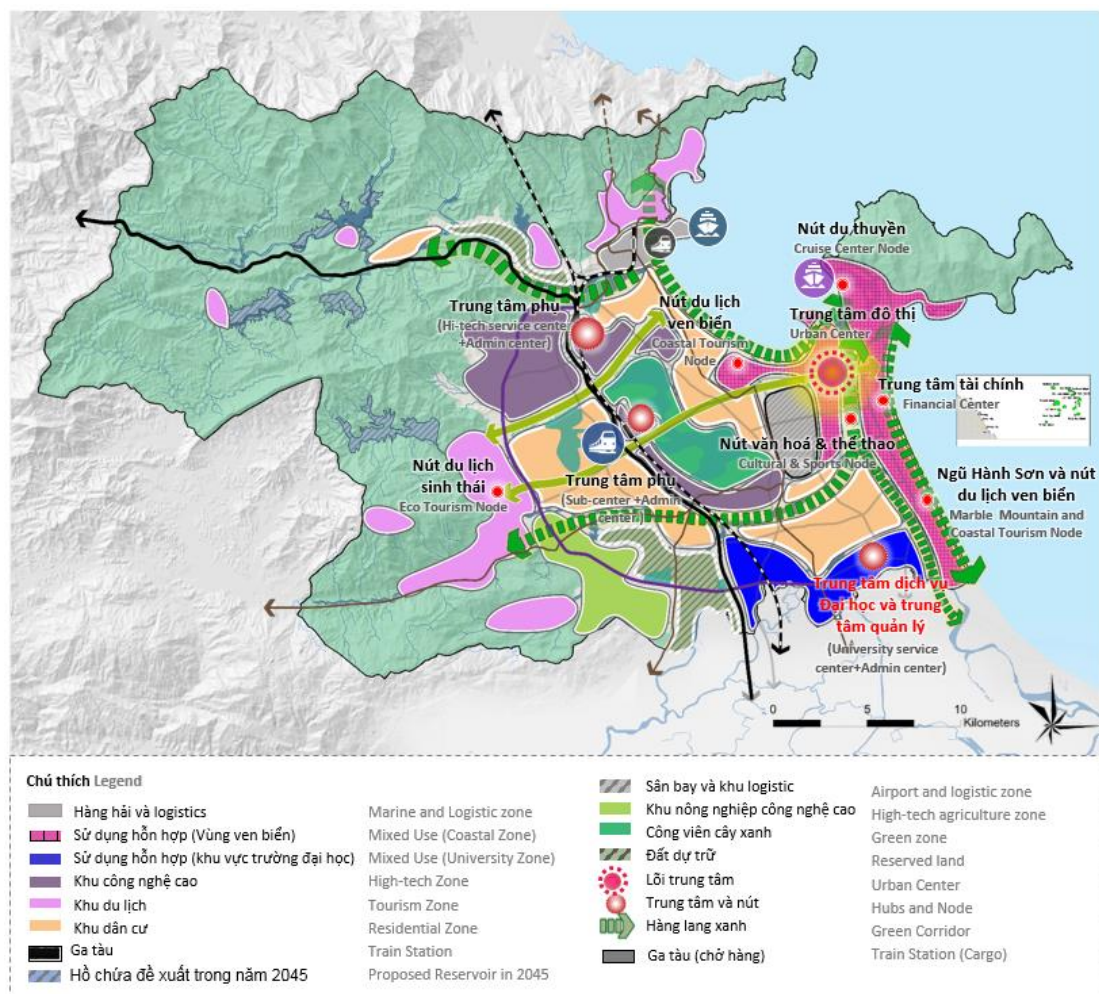 Nút du thuyền
Cruise Center Node
Trung tâm phụ
(Hi-tech service cente
+Admin center)
Nút du lịch
ven biển
Coastal Tourism
Node
Trung tâm đô thị
Urban Center
Trung tâm tài chính
Financial Center
Nút văn hoá & thể thao
Cultural & Sports Node
Nút du lịch
sinh thái
Eco Tourism Node
Trung tâm phụ
(Sub-center +Admin
center )
Ngũ Hành Sơn và nút
du lịch ven biển
Marble Mountain and
Coastal Tourism Node
Trung tâm dịch vụ
Đại học và trung
tâm quản lý
(University service
center+Admin center)
0 5 10
Kilometers
Chú thích Legend
Hàng hải và logistics Marine and Logistic zone
Sử dụng hỗn hợp (Vùng ven biển) Mixed Use (Coastal Zone)
Sử dụng hỗn hợp (khu vực trường đại học) Mixed Use (University Zone)
Khu công nghệ cao High-tech Zone
Khu du lịch Tourism Zone
Khu dân cư Residential Zone
Ga tàu Train Station
Hồ chứa đề xuất trong năm 2045 Proposed Reservoir in 2045
Sân bay và khu logistic Airport and logistic zone
Khu nông nghiệp công nghệ cao High-tech agriculture zone
Công viên cây xanh Green zone
Đất dự trữ Reserved land
Lõi trung tâm Urban Center
Trung tâm và nút Hubs and Node
Hàng lang xanh Green Corridor
Ga tàu (chở hàng) Train Station (Cargo)